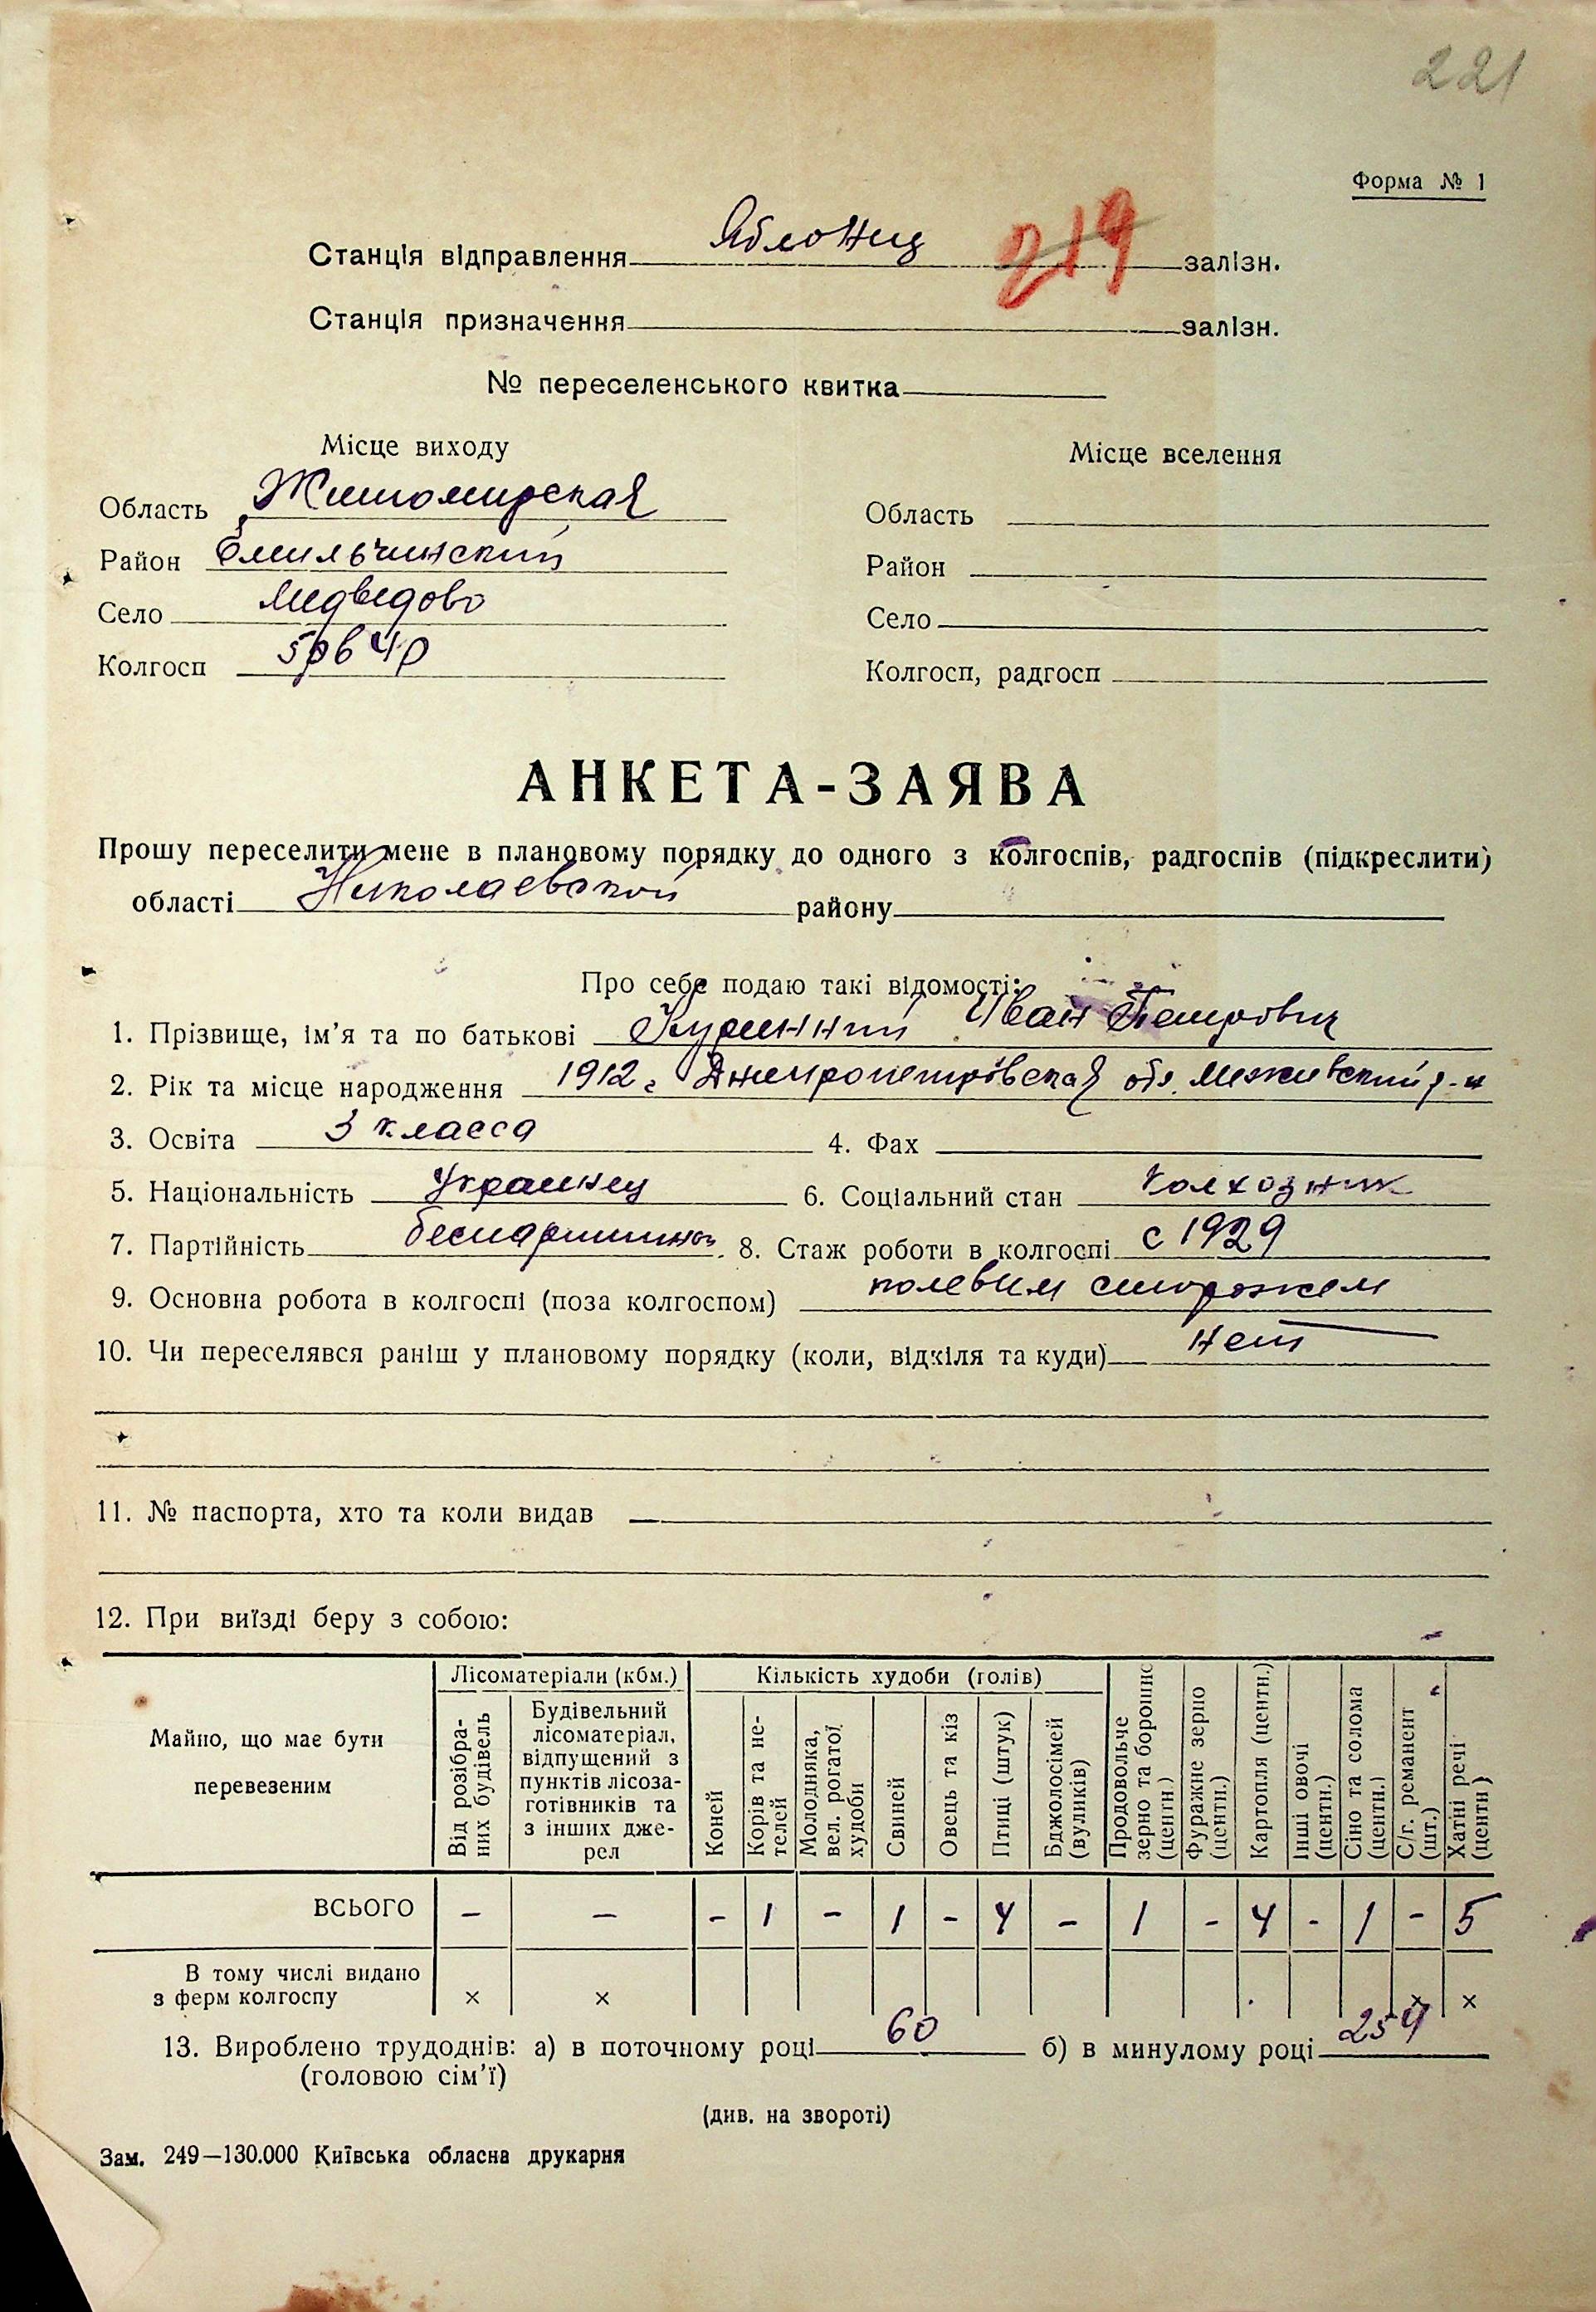 221
Форма № 1
Станція відправлення Яблонец 219 залізн.
Станція призначення залізн.
№ переселенського квитка
Місце виходу
Місце вселення
Область Житомирская
Область
Район Емильчинский
Район
Село Медведово
Село
Колгосп
Колгосп, радгосп
АНКЕТА-ЗАЯВА
Прошу переселити мене в плановому порядку до одного з колгоспів, радгоспів (підкреслити)
області Николаевской району
Про себе подаю такі відомості:
1. Прізвище, ім'я та по батькові Куринний Иван Петрович
2. Рік та місце народження 1912 г Днепропетровская обл. Межевский р-н
3. Освіта 3 класса 4. Фах
5. Національність Украинец 6. Соціальний стан Колхозник
7. Партійність беспартийн. 8. Стаж роботи в колгоспі с 1929
9. Основна робота в колгоспі (поза колгоспом) полевим сторожем
10. Чи переселявся раніш у плановому порядку (коли, відкіля та куди) нет
11. № паспорта, хто та коли видав
12. При виїзді беру з собою:
Майно, що має бути перевезеним
Лісоматеріали (кбм.)
Кількість худоби (голів)
Від розібраних будівель
Будівельний лісоматеріал, відпущений з пунктів лісозаготівників та з інших джерел
Коней
Корів та нетелей
Молодняка, вел. рогатої худоби
Свиней
Овець та кіз
Птиці (штук)
Бджолосімей (вуликів)
Продовольче зерно та борошно (центн.)
Фуражне зерно (центн.)
Картопля (центн.)
Інші овочі (центн.)
Сіно та солома (центн.)
С/г. реманент (шт.)
Хатні речі (центн)
ВСЬОГО – – - 1 - 1 - 4 - 1 - 4 - 1 - 5
В тому числі видано
з ферм колгоспу × × × ×
13. Вироблено трудоднів: а) в поточному році 60 б) в минулому році 254
(головою сім'ї)
(див. на звороті)
Зам. 249—130.000 Київська обласна друкарня